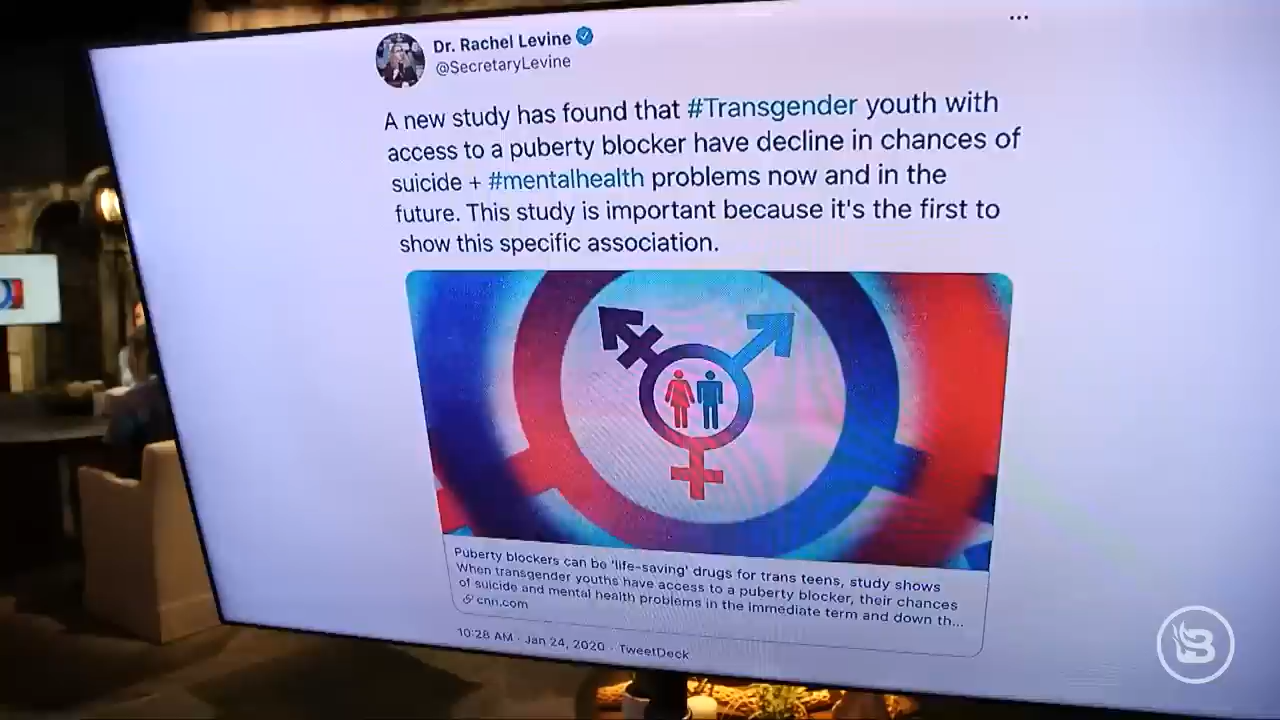 Dr. Rachel Levine
@SecretaryLevine
A new study has found that #Transgender youth with
access to a puberty blocker have decline in chances of
suicide + #mentalhealth problems now and in the
future. This study is important because it's the first to
show this specific association.
Puberty blockers can be 'life-saving' drugs for trans teens, study shows
When transgender youths have access to a puberty blocker, their chances
of suicide and mental health problems in the immediate term and down th...
cnn.com
10:28 AM · Jan 24, 2020 · TweetDeck
B